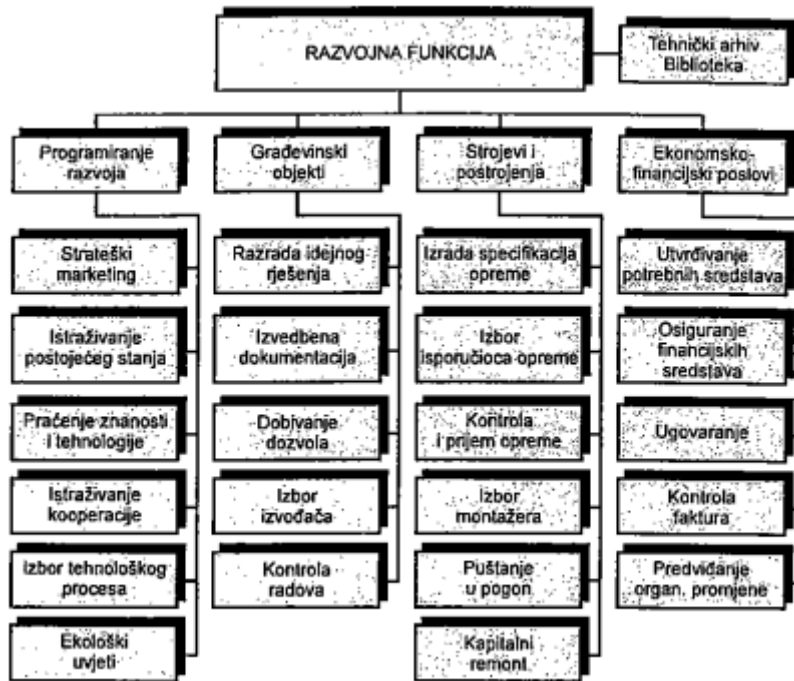 RAZVOJNA FUNKCIJA
Tehnički arhiv
Biblioteka
Programiranje
razvoja
Građevinski
objekti
Strojevi i
postrojenja
Ekonomsko-
financijski poslovi
Strateški
marketing
Razrada idejnog
rješenja
Izrada specifikacija
opreme
Utvrđivanje
potrebnih sredstava
Istraživanje
postojećeg stanja
Izvedbena
dokumentacija
Izbor
isporučioca opreme
Osiguranje
financijskih
sredstava
Praćenje znanosti
i tehnologije
Dobivanje
dozvola
Kontrola
i prijem opreme
Ugovaranje
Istraživanje
kooperacije
Izbor
izvođača
Izbor
montažera
Kontrola
faktura
Izbor tehnološkog
procesa
Kontrola
radova
Puštanje
u pogon
Predviđanje
organ. promjene
Ekološki
uvjeti
Kapitalni
remont